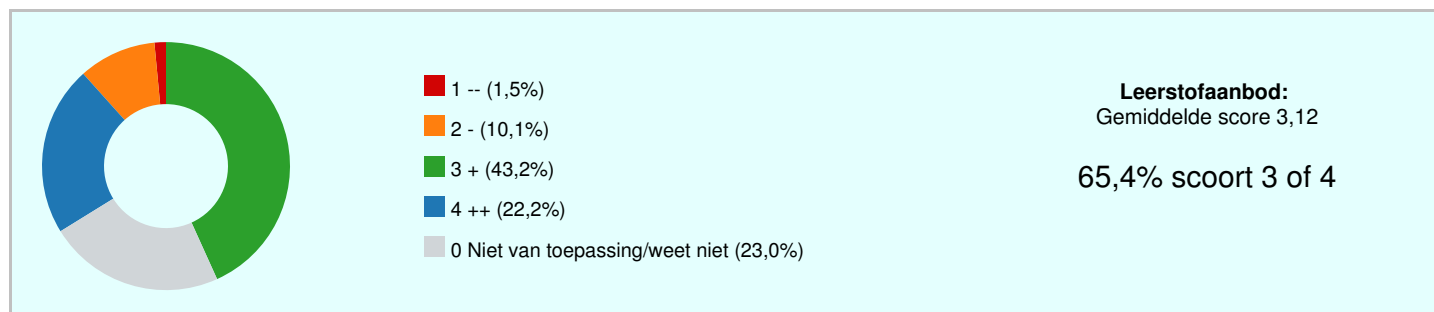 1 -- (1,5%)
2 - (10,1%)
3 + (43,2%)
4 ++ (22,2%)
0 Niet van toepassing/weet niet (23,0%)
Leerstofaanbod:
Gemiddelde score 3,12
65,4% scoort 3 of 4